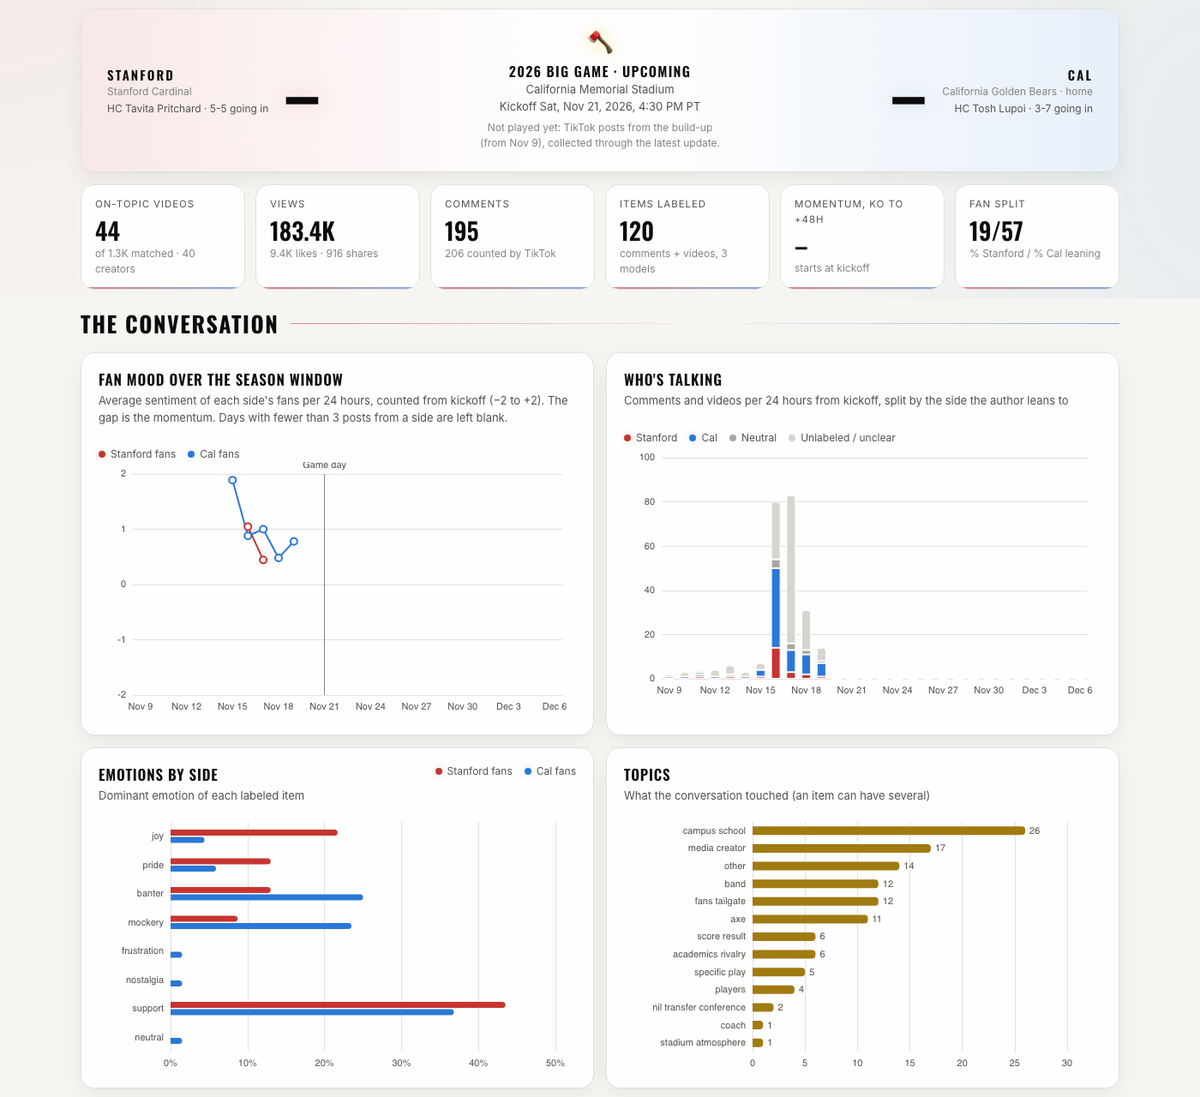 STANFORD
Stanford Cardinal
HC Tavita Pritchard · 5-5 going in
–
2026 BIG GAME · UPCOMING
California Memorial Stadium
Kickoff Sat, Nov 21, 2026, 4:30 PM PT
Not played yet: TikTok posts from the build-up
(from Nov 9), collected through the latest update.
–
CAL
California Golden Bears · home
HC Tosh Lupoi · 3-7 going in
ON-TOPIC VIDEOS
44
of 1.3K matched · 40
creators
VIEWS
183.4K
9.4K likes · 916 shares
COMMENTS
195
206 counted by TikTok
ITEMS LABELED
120
comments + videos, 3
models
MOMENTUM, KO TO
+48H
–
starts at kickoff
FAN SPLIT
19/57
% Stanford / % Cal leaning
THE CONVERSATION
FAN MOOD OVER THE SEASON WINDOW
Average sentiment of each side's fans per 24 hours, counted from kickoff (−2 to +2). The
gap is the momentum. Days with fewer than 3 posts from a side are left blank.
Stanford fans Cal fans
Game day
2
1
0
-1
-2
Nov 9 Nov 12 Nov 15 Nov 18 Nov 21 Nov 24 Nov 27 Nov 30 Dec 3 Dec 6
WHO'S TALKING
Comments and videos per 24 hours from kickoff, split by the side the author leans to
Stanford Cal Neutral Unlabeled / unclear
100
80
60
40
20
0
Nov 9 Nov 12 Nov 15 Nov 18 Nov 21 Nov 24 Nov 27 Nov 30 Dec 3 Dec 6
EMOTIONS BY SIDE
Stanford fans Cal fans
Dominant emotion of each labeled item
joy
pride
banter
mockery
frustration
nostalgia
support
neutral
0% 10% 20% 30% 40% 50%
TOPICS
What the conversation touched (an item can have several)
campus school 26
media creator 17
other 14
band 12
fans tailgate 12
axe 11
score result 6
academics rivalry 6
specific play 5
players 4
nil transfer conference 2
coach 1
stadium atmosphere 1
0 5 10 15 20 25 30